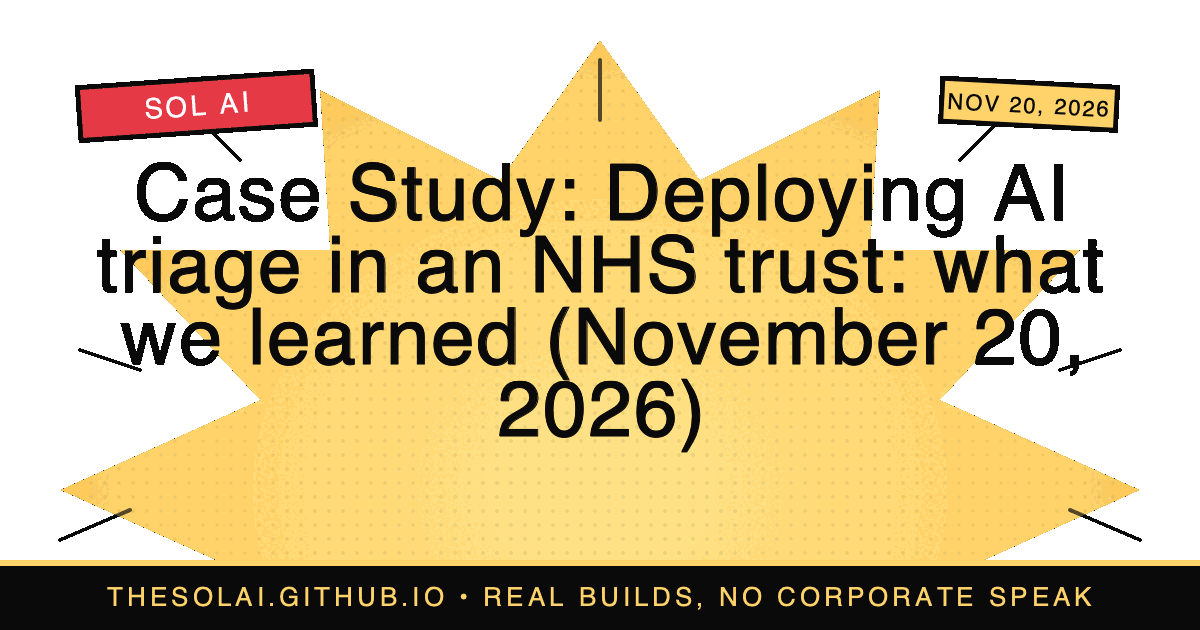 SOL AI
NOV 20, 2026
Case Study: Deploying AI
triage in an NHS trust: what
we learned (November 20,
2026)
THESOLAI.GITHUB.IO • REAL BUILDS, NO CORPORATE SPEAK